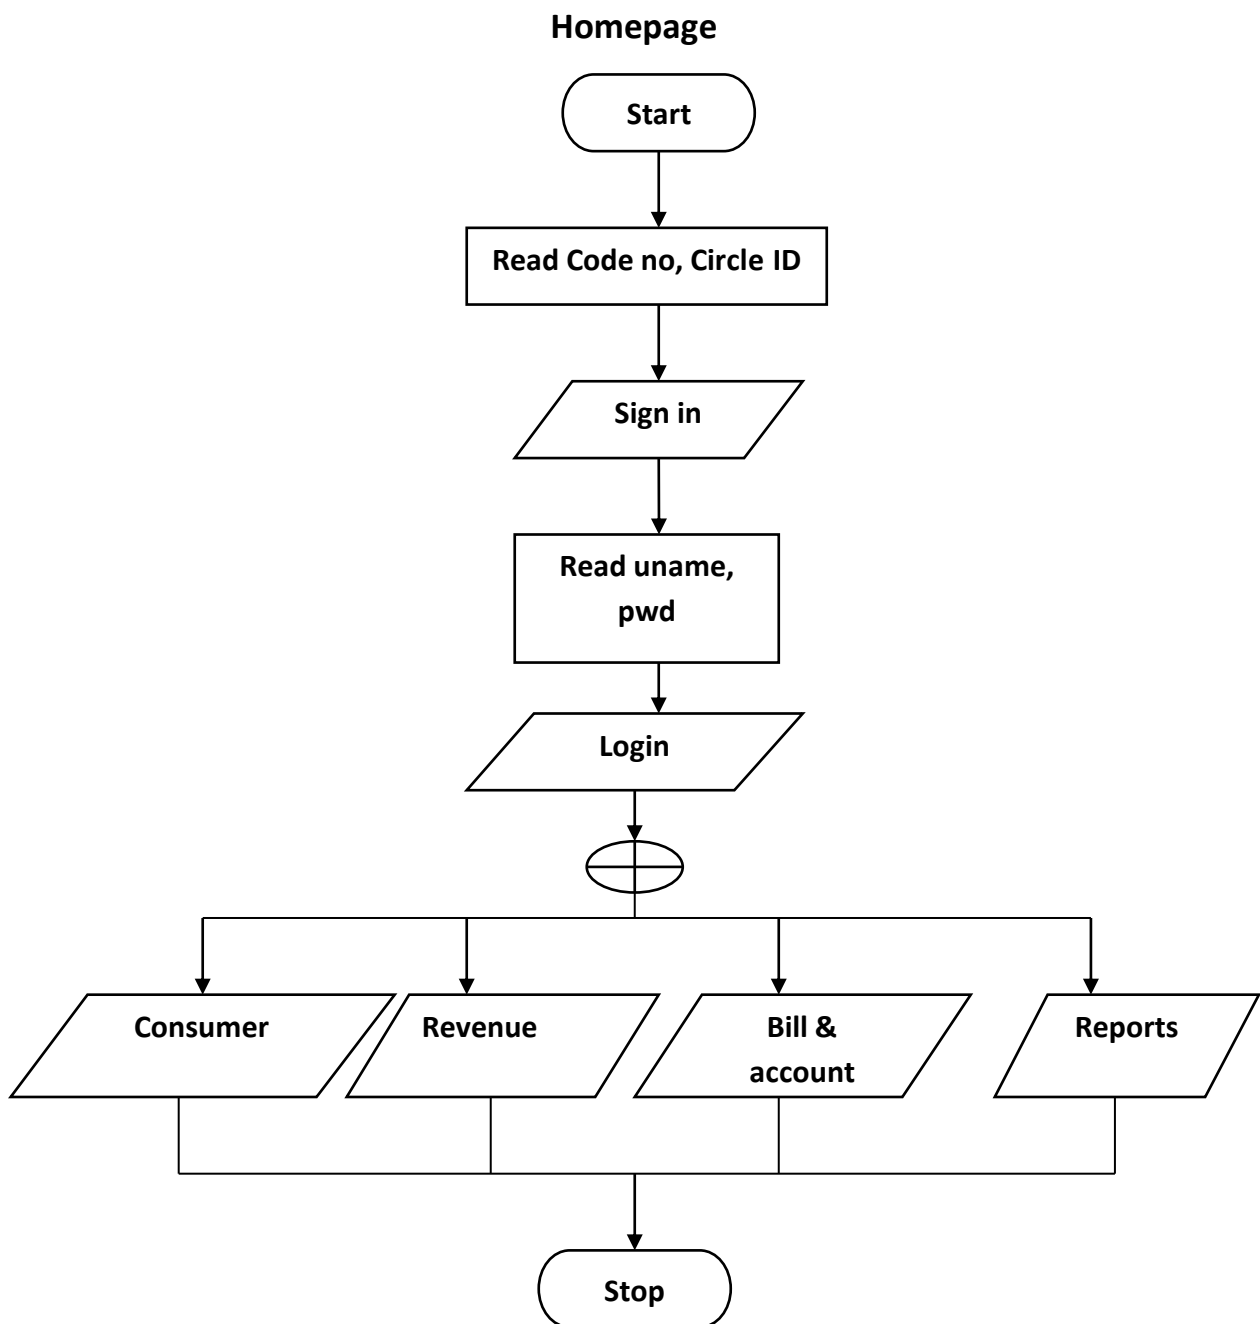 Homepage
Start
Read Code no, Circle ID
Sign in
Read uname,
pwd
Login
Consumer
Revenue
Bill &
account
Reports
Stop